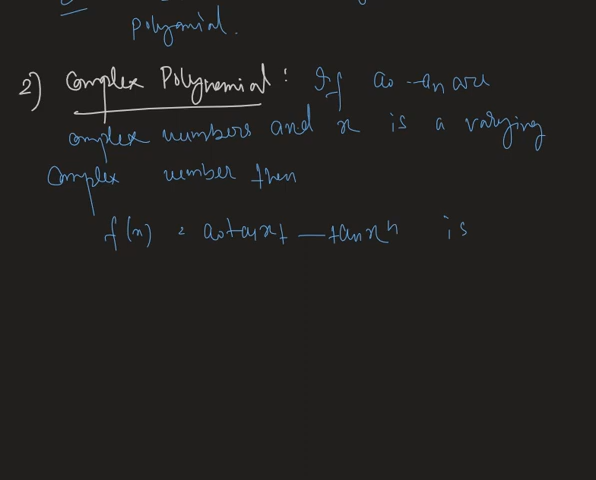 polynomial.
2) Complex Polynomial : If a0 --an are
complex numbers and x is a varying
Complex number then
f(x) = a0+a1x+ —+anxn is